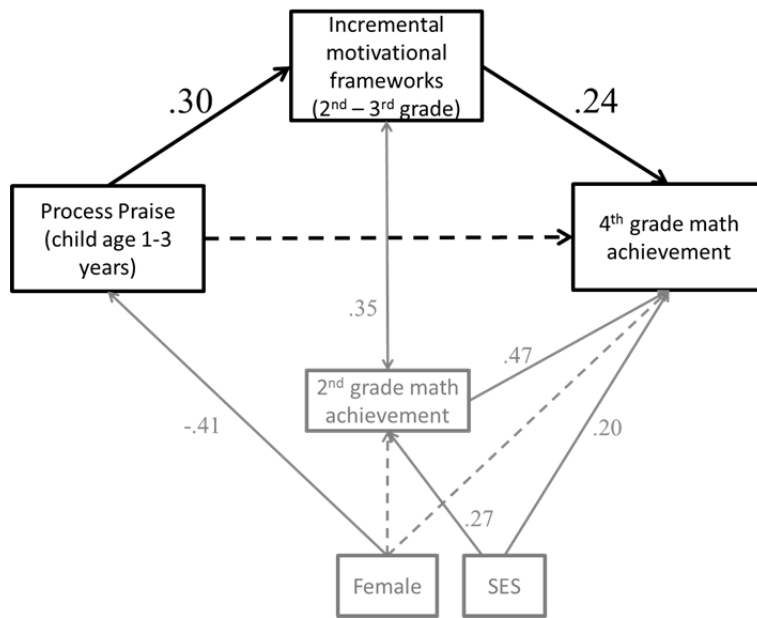 Incremental
motivational
frameworks
(2nd – 3rd grade)
.30
.24
Process Praise
(child age 1-3
years)
4th grade math
achievement
.35
.47
2nd grade math
achievement
-.41
.20
.27
Female
SES